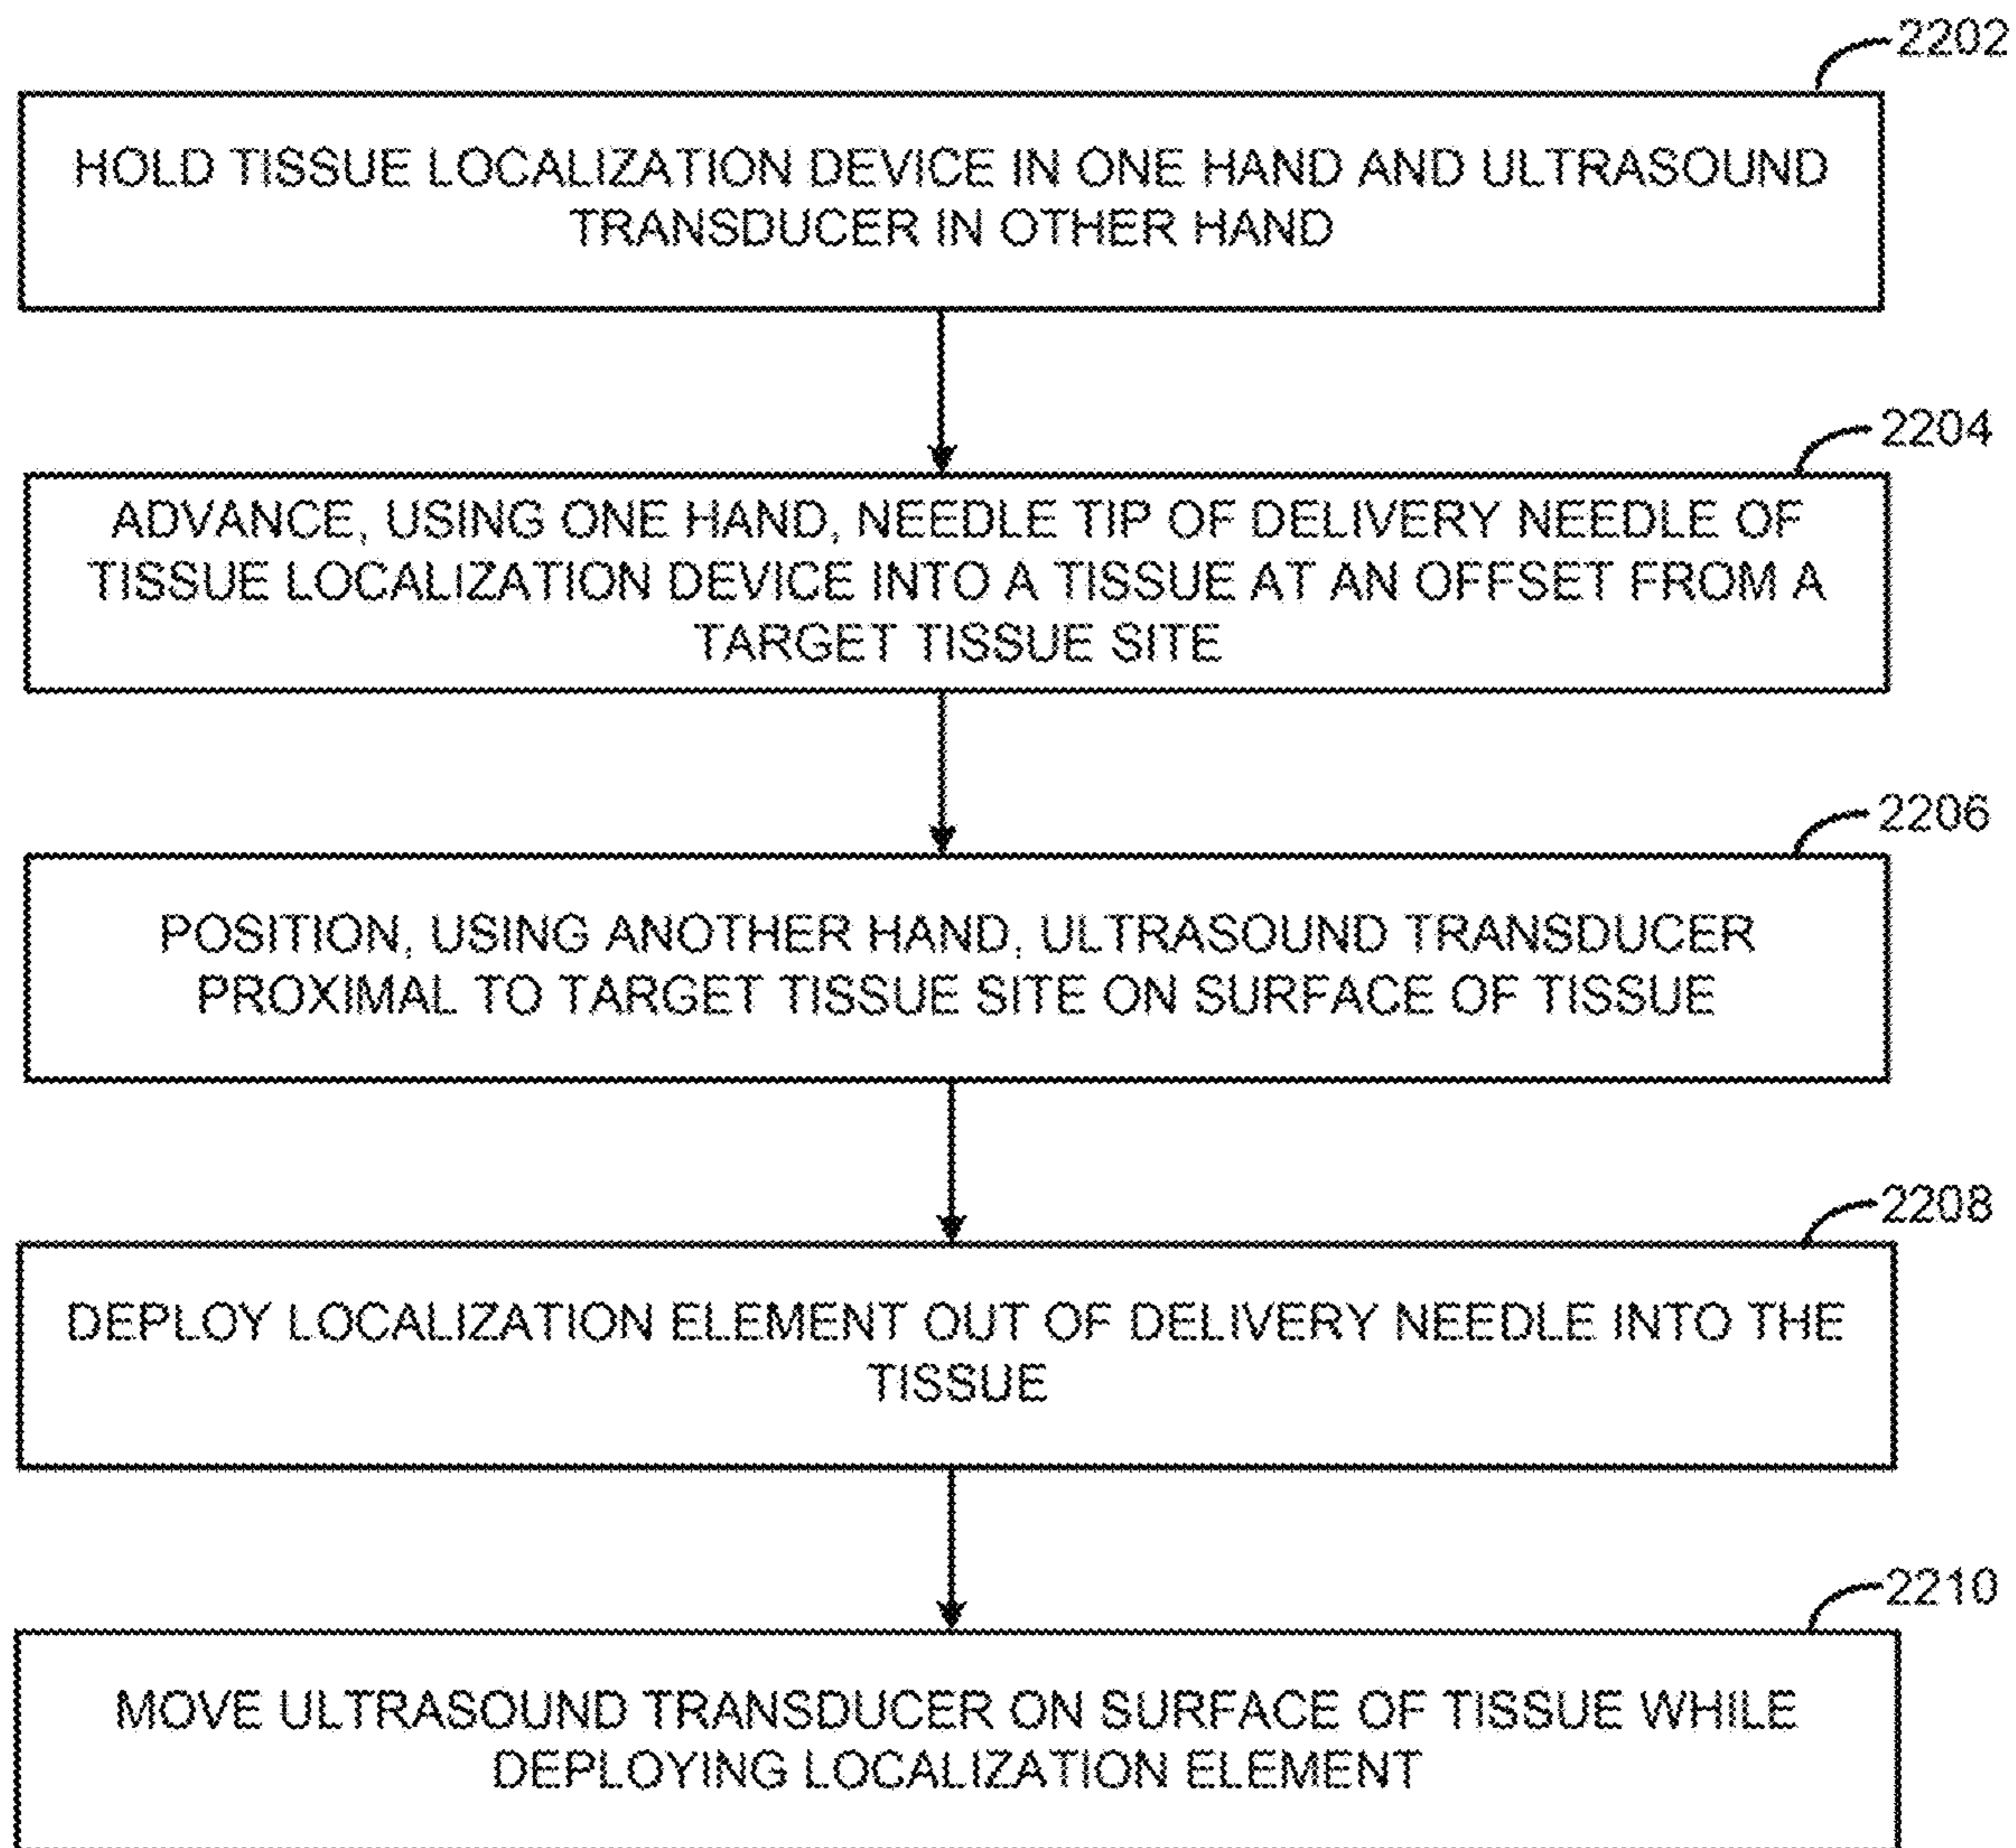 2202
HOLD TISSUE LOCALIZATION DEVICE IN ONE HAND AND ULTRASOUND
TRANSDUCER IN OTHER HAND
2204
ADVANCE, USING ONE HAND, NEEDLE TIP OF DELIVERY NEEDLE OF
TISSUE LOCALIZATION DEVICE INTO A TISSUE AT AN OFFSET FROM A
TARGET TISSUE SITE
2206
POSITION, USING ANOTHER HAND, ULTRASOUND TRANSDUCER
PROXIMAL TO TARGET TISSUE SITE ON SURFACE OF TISSUE
2208
DEPLOY LOCALIZATION ELEMENT OUT OF DELIVERY NEEDLE INTO THE
TISSUE
2210
MOVE ULTRASOUND TRANSDUCER ON SURFACE OF TISSUE WHILE
DEPLOYING LOCALIZATION ELEMENT